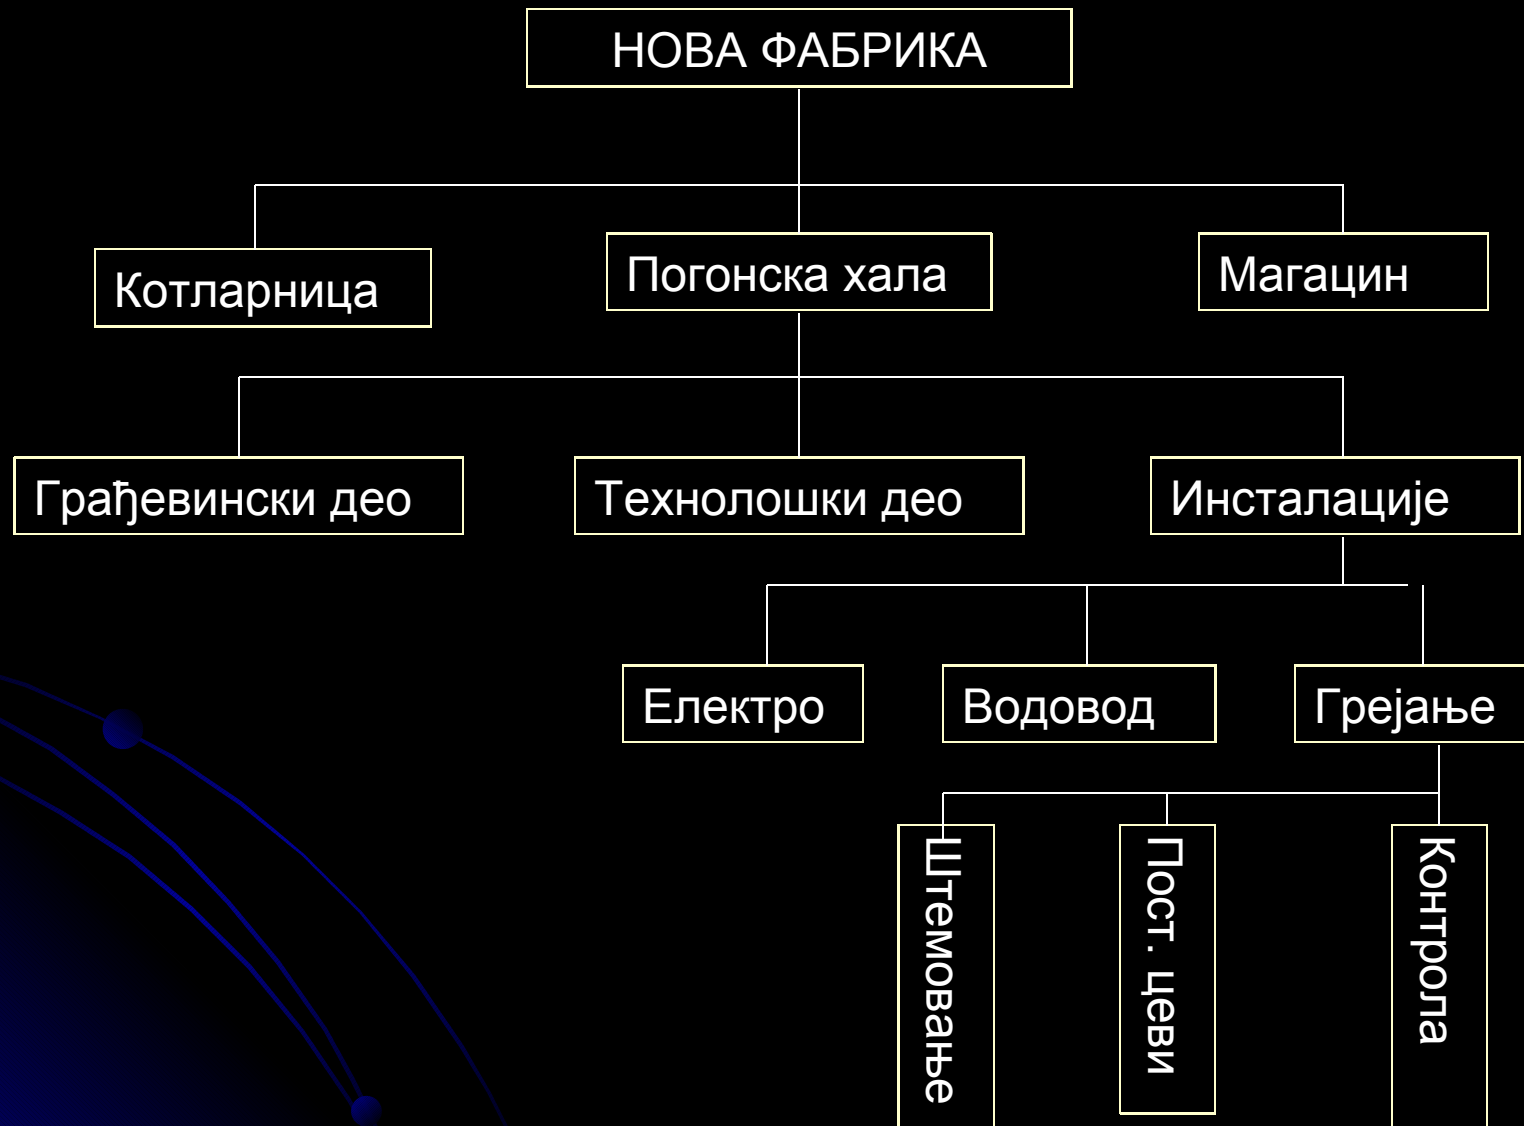 НОВА ФАБРИКА
Котларница
Погонска хала
Магацин
Грађевински део
Технолошки део
Инсталације
Електро
Водовод
Грејање
Штемовање
Пост. цеви
Контрола